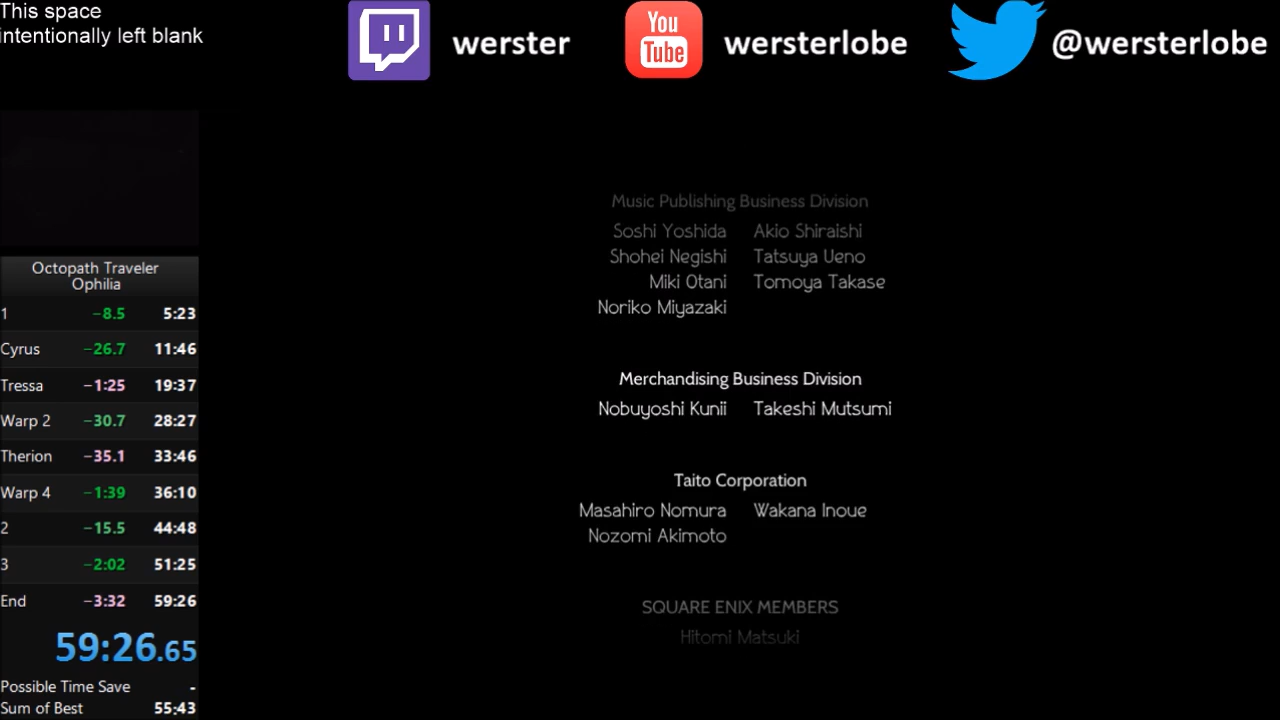 This space
intentionally left blank
werster
You
Tube
wersterlobe
@wersterlobe
Octopath Traveler
Ophilia
1 −8.5 5:23
Cyrus −26.7 11:46
Tressa −1:25 19:37
Warp 2 −30.7 28:27
Therion −35.1 33:46
Warp 4 −1:39 36:10
2 −15.5 44:48
3 −2:02 51:25
End −3:32 59:26
59:26.65
Possible Time Save -
Sum of Best 55:43
Music Publishing Business Division
Soshi Yoshida Akio Shiraishi
Shohei Negishi Tatsuya Ueno
Miki Otani Tomoya Takase
Noriko Miyazaki
Merchandising Business Division
Nobuyoshi Kunii Takeshi Mutsumi
Taito Corporation
Masahiro Nomura Wakana Inoue
Nozomi Akimoto
SQUARE ENIX MEMBERS
Hitomi Matsuki